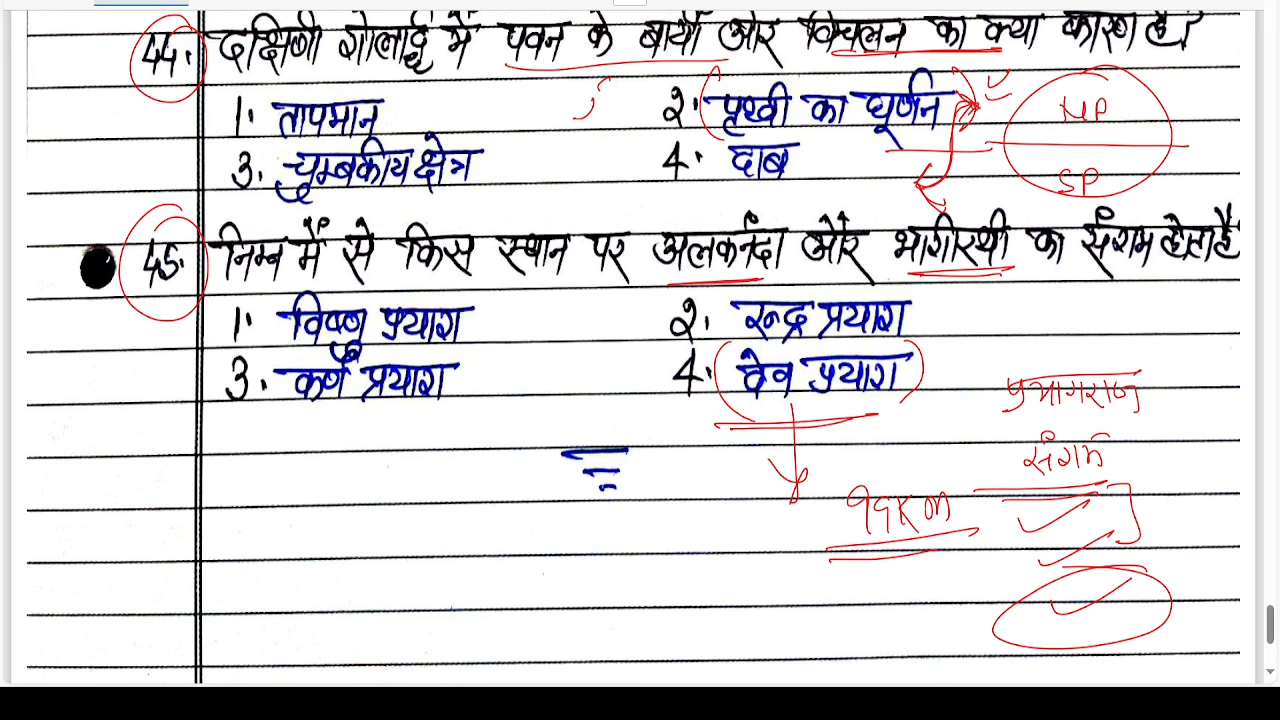 44. दक्षिणी गोलार्द्ध में पवन के बायीं ओर विचलन का क्या कारण है।
1. तापमान 2. पृथ्वी का घूर्णन
3. चुम्बकीय क्षेत्र 4. दाब
NP
SP
45. निम्न में से किस स्थान पर अलकनंदा और भागीरथी का संगम होता है
1. विष्णु प्रयाग 2. रुन्द्र प्रयाग
3. कर्ण प्रयाग 4. देव प्रयाग
प्रयागराज
संगम